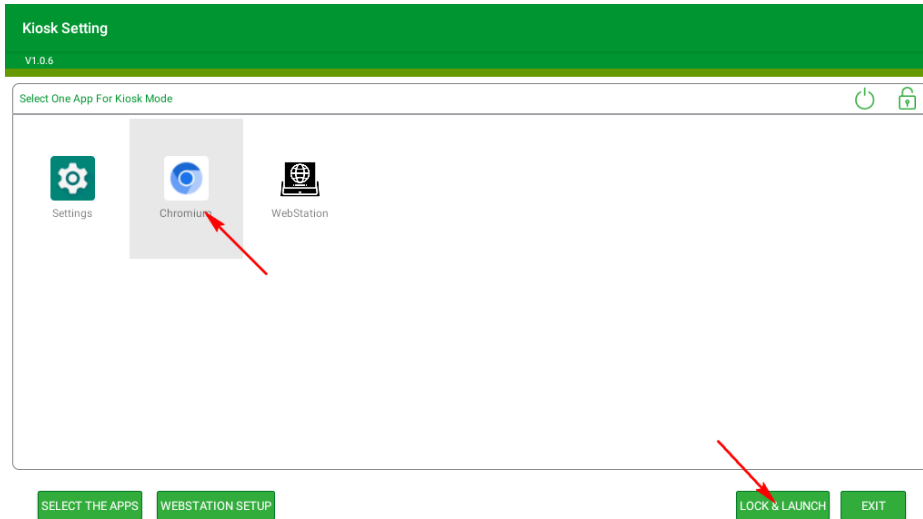 Kiosk Setting
V1.0.6
Select One App For Kiosk Mode
Settings
Chromium
WebStation
SELECT THE APPS
WEBSTATION SETUP
LOCK & LAUNCH
EXIT